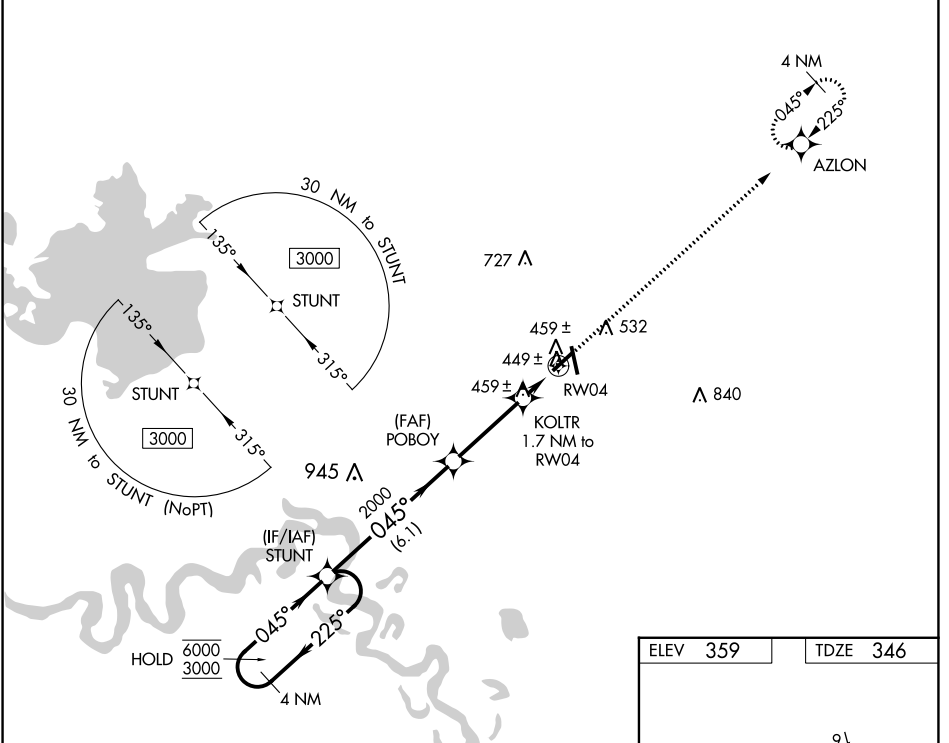 4 NM
045°
225°
AZLON
30 NM to STUNT
135°
3000
STUNT
315°
727
459 ±
532
449 ±
RW04
459 ±
840
135°
STUNT
3000
315°
30 NM to STUNT (NoPT)
KOLTR
1.7 NM to
RW04
(FAF)
POBOY
945
2000
045°
(6.1)
(IF/IAF)
STUNT
045°
225°
HOLD
6000
3000
4 NM
ELEV 359
TDZE 346